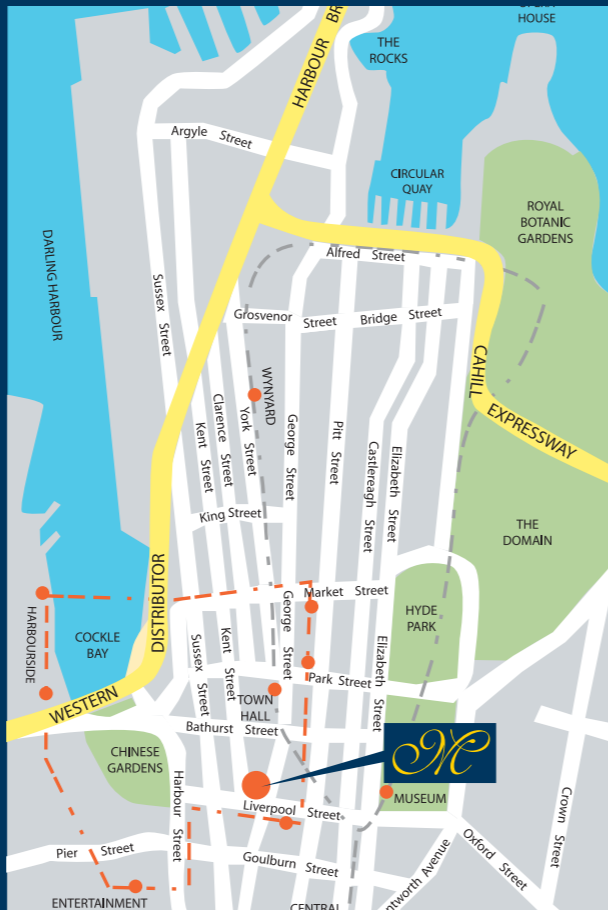 OPERA
HOUSE
HARBOUR BR
THE
ROCKS
Argyle Street
CIRCULAR
QUAY
ROYAL
BOTANIC
GARDENS
DARLING HARBOUR
Alfred Street
Sussex Street
Grosvenor Street
Bridge Street
CAHILL
EXPRESSWAY
WYNYARD
Kent Street
Clarence Street
York Street
George Street
Pitt Street
Castlereagh Street
Elizabeth Street
King Street
THE
DOMAIN
WESTERN
DISTRIBUTOR
HARBOURSIDE
COCKLE
BAY
Market Street
HYDE
PARK
Sussex Street
Kent Street
George Street
Elizabeth Street
Park Street
TOWN
HALL
Bathurst Street
CHINESE
GARDENS
M
MUSEUM
Harbour Street
Liverpool Street
Crown Street
Oxford Street
Pier Street
Goulburn Street
ntworth Avenue
ENTERTAINMENT
CENTRAL